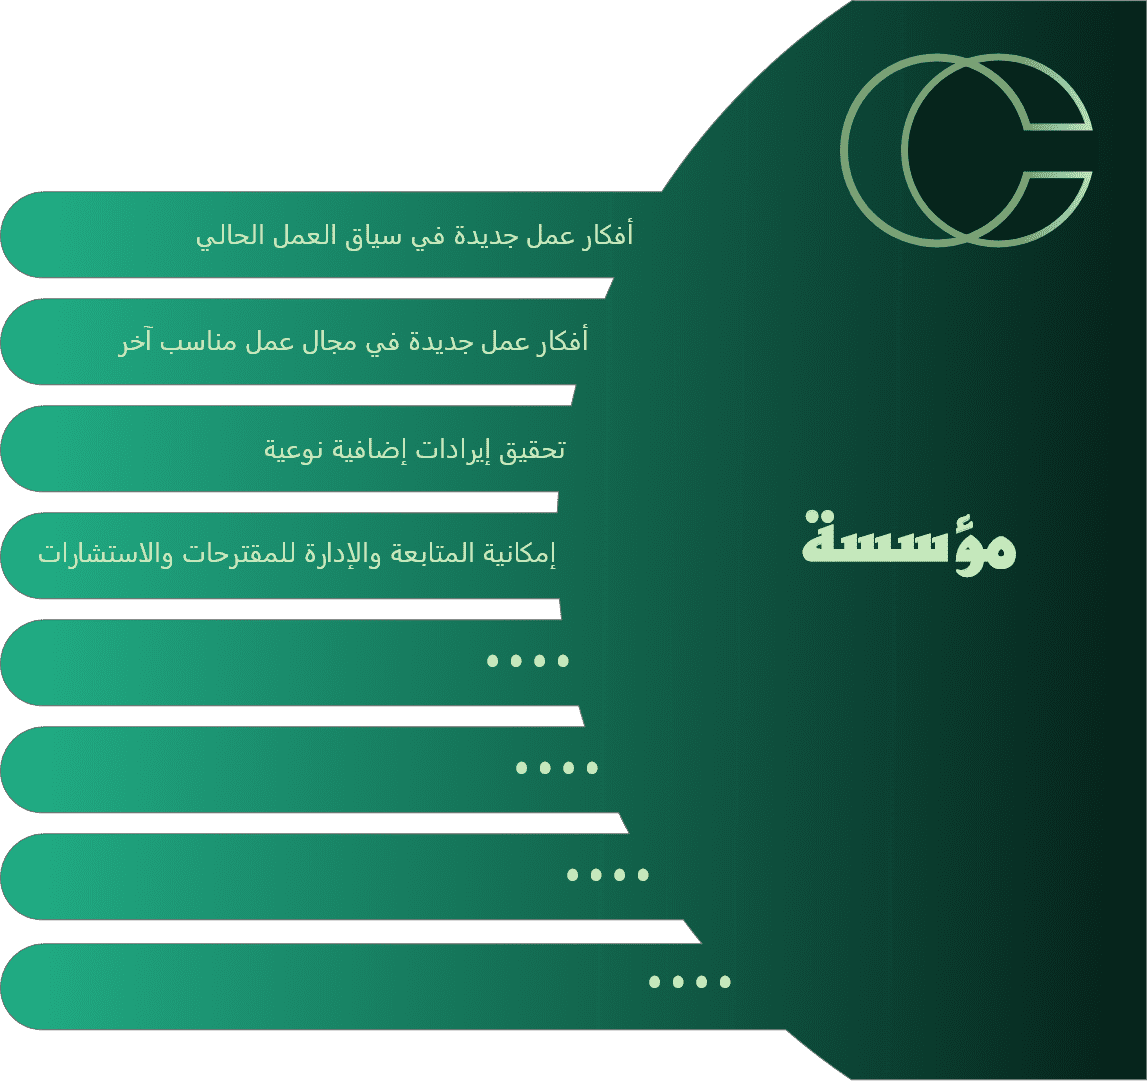 أفكار عمل جديدة في سياق العمل الحالي
أفكار عمل جديدة في مجال عمل مناسب آخر
تحقيق إيرادات إضافية نوعية
إمكانية المتابعة والإدارة للمقترحات والاستشارات
مؤسسة
....
....
....
....